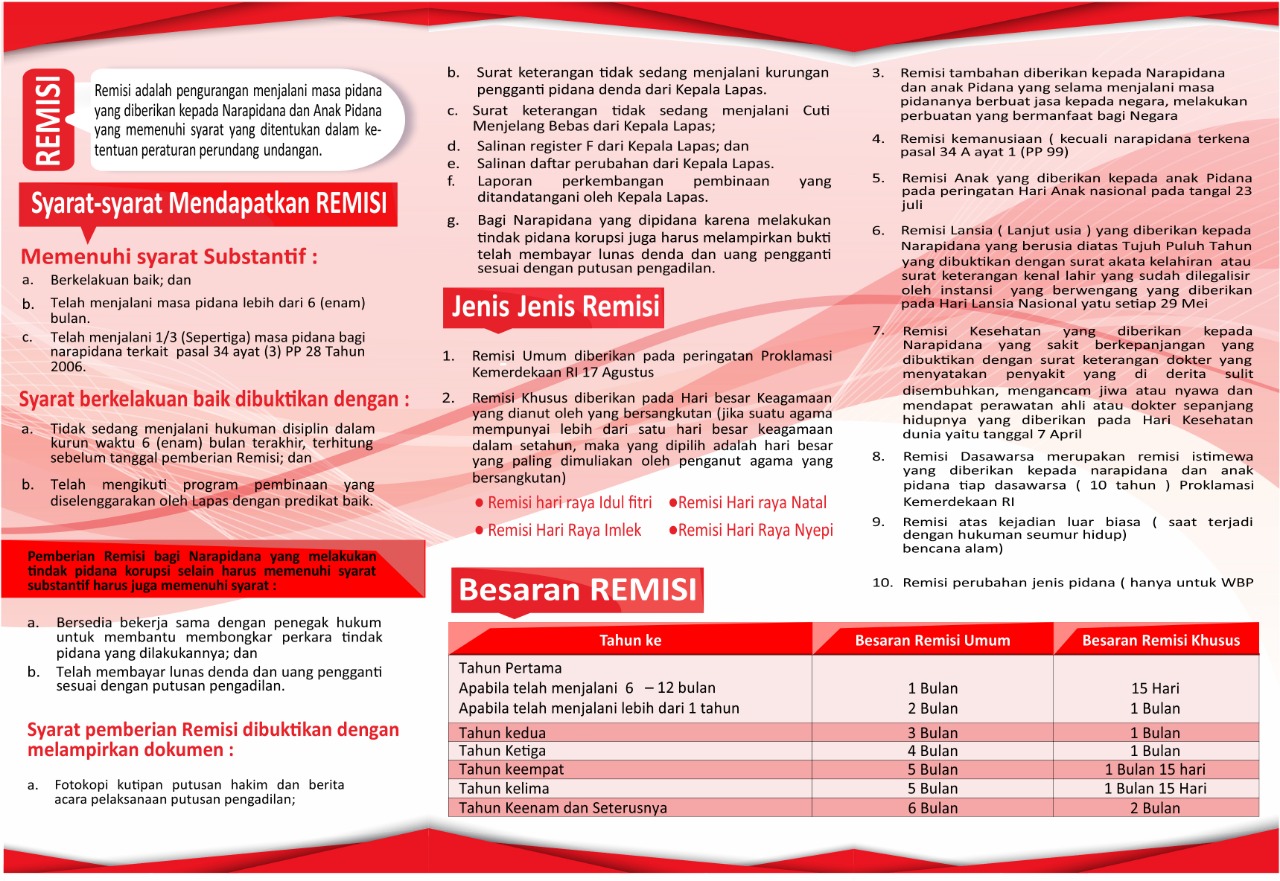 REMISI
Remisi adalah pengurangan menjalani masa pidana
yang diberikan kepada Narapidana dan Anak Pidana
yang memenuhi syarat yang ditentukan dalam ke-
tentuan peraturan perundang undangan.
Syarat-syarat Mendapatkan REMISI
Memenuhi syarat Substantif :
a. Berkelakuan baik; dan
b. Telah menjalani masa pidana lebih dari 6 (enam)
bulan.
c. Telah menjalani 1/3 (Sepertiga) masa pidana bagi
narapidana terkait pasal 34 ayat (3) PP 28 Tahun
2006.
Syarat berkelakuan baik dibuktikan dengan :
a. Tidak sedang menjalani hukuman disiplin dalam
kurun waktu 6 (enam) bulan terakhir, terhitung
sebelum tanggal pemberian Remisi; dan
b. Telah mengikuti program pembinaan yang
diselenggarakan oleh Lapas dengan predikat baik.
Pemberian Remisi bagi Narapidana yang melakukan
tindak pidana korupsi selain harus memenuhi syarat
substantif harus juga memenuhi syarat :
a. Bersedia bekerja sama dengan penegak hukum
untuk membantu membongkar perkara tindak
pidana yang dilakukannya; dan
b. Telah membayar lunas denda dan uang pengganti
sesuai dengan putusan pengadilan.
Syarat pemberian Remisi dibuktikan dengan
melampirkan dokumen :
a. Fotokopi kutipan putusan hakim dan berita
acara pelaksanaan putusan pengadilan;
b. Surat keterangan tidak sedang menjalani kurungan
pengganti pidana denda dari Kepala Lapas.
c. Surat keterangan tidak sedang menjalani Cuti
Menjelang Bebas dari Kepala Lapas;
d. Salinan register F dari Kepala Lapas; dan
e. Salinan daftar perubahan dari Kepala Lapas.
f. Laporan perkembangan pembinaan yang
ditandatangani oleh Kepala Lapas.
g. Bagi Narapidana yang dipidana karena melakukan
tindak pidana korupsi juga harus melampirkan bukti
telah membayar lunas denda dan uang pengganti
sesuai dengan putusan pengadilan.
Jenis Jenis Remisi
1. Remisi Umum diberikan pada peringatan Proklamasi
Kemerdekaan RI 17 Agustus
2. Remisi Khusus diberikan pada Hari besar Keagamaan
yang dianut oleh yang bersangkutan (jika suatu agama
mempunyai lebih dari satu hari besar keagamaan
dalam setahun, maka yang dipilih adalah hari besar
yang paling dimuliakan oleh penganut agama yang
bersangkutan)
• Remisi hari raya Idul fitri •Remisi Hari raya Natal
• Remisi Hari Raya Imlek •Remisi Hari Raya Nyepi
3. Remisi tambahan diberikan kepada Narapidana
dan anak Pidana yang selama menjalani masa
pidananya berbuat jasa kepada negara, melakukan
perbuatan yang bermanfaat bagi Negara
4. Remisi kemanusiaan ( kecuali narapidana terkena
pasal 34 A ayat 1 (PP 99)
5. Remisi Anak yang diberikan kepada anak Pidana
pada peringatan Hari Anak nasional pada tangal 23
juli
6. Remisi Lansia ( Lanjut usia ) yang diberikan kepada
Narapidana yang berusia diatas Tujuh Puluh Tahun
yang dibuktikan dengan surat akata kelahiran atau
surat keterangan kenal lahir yang sudah dilegalisir
oleh instansi yang berwengang yang diberikan
pada Hari Lansia Nasional yatu setiap 29 Mei
7. Remisi Kesehatan yang diberikan kepada
Narapidana yang sakit berkepanjangan yang
dibuktikan dengan surat keterangan dokter yang
menyatakan penyakit yang di derita sulit
disembuhkan, mengancam jiwa atau nyawa dan
mendapat perawatan ahli atau dokter sepanjang
hidupnya yang diberikan pada Hari Kesehatan
dunia yaitu tanggal 7 April
8. Remisi Dasawarsa merupakan remisi istimewa
yang diberikan kepada narapidana dan anak
pidana tiap dasawarsa ( 10 tahun ) Proklamasi
Kemerdekaan RI
9. Remisi atas kejadian luar biasa ( saat terjadi
dengan hukuman seumur hidup)
bencana alam)
10. Remisi perubahan jenis pidana ( hanya untuk WBP
Besaran REMISI
Tahun ke Besaran Remisi Umum Besaran Remisi Khusus
Tahun Pertama
Apabila telah menjalani 6 – 12 bulan 1 Bulan 15 Hari
Apabila telah menjalani lebih dari 1 tahun 2 Bulan 1 Bulan
Tahun kedua 3 Bulan 1 Bulan
Tahun Ketiga 4 Bulan 1 Bulan
Tahun keempat 5 Bulan 1 Bulan 15 hari
Tahun kelima 5 Bulan 1 Bulan 15 Hari
Tahun Keenam dan Seterusnya 6 Bulan 2 Bulan